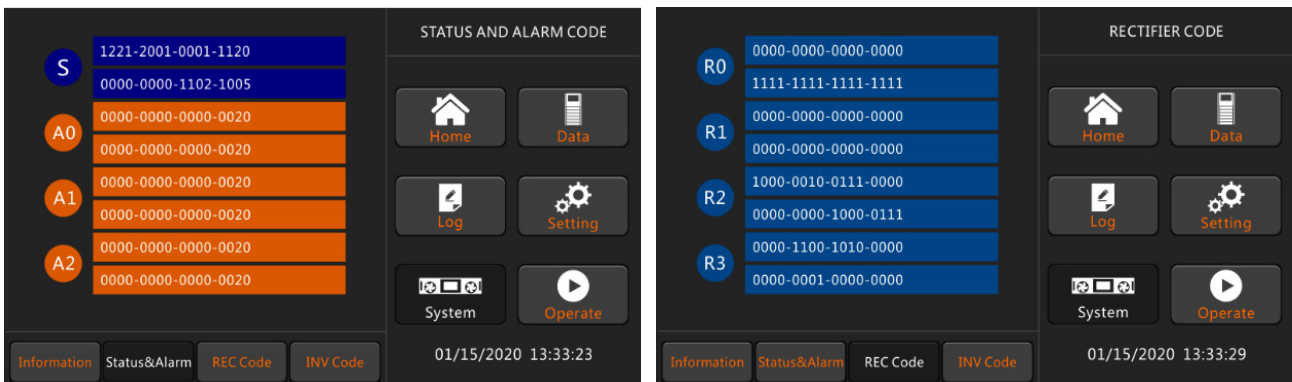 STATUS AND ALARM CODE
S
1221-2001-0001-1120
0000-0000-1102-1005
A0
0000-0000-0000-0020
0000-0000-0000-0020
A1
0000-0000-0000-0020
0000-0000-0000-0020
A2
0000-0000-0000-0020
0000-0000-0000-0020
Home Data
Log Setting
System Operate
Information Status&Alarm REC Code INV Code
01/15/2020 13:33:23
RECTIFIER CODE
R0
0000-0000-0000-0000
1111-1111-1111-1111
R1
0000-0000-0000-0000
0000-0000-0000-0000
R2
1000-0010-0111-0000
0000-0000-1000-0111
R3
0000-1100-1010-0000
0000-0001-0000-0000
Home Data
Log Setting
System Operate
Information Status&Alarm REC Code INV Code
01/15/2020 13:33:29